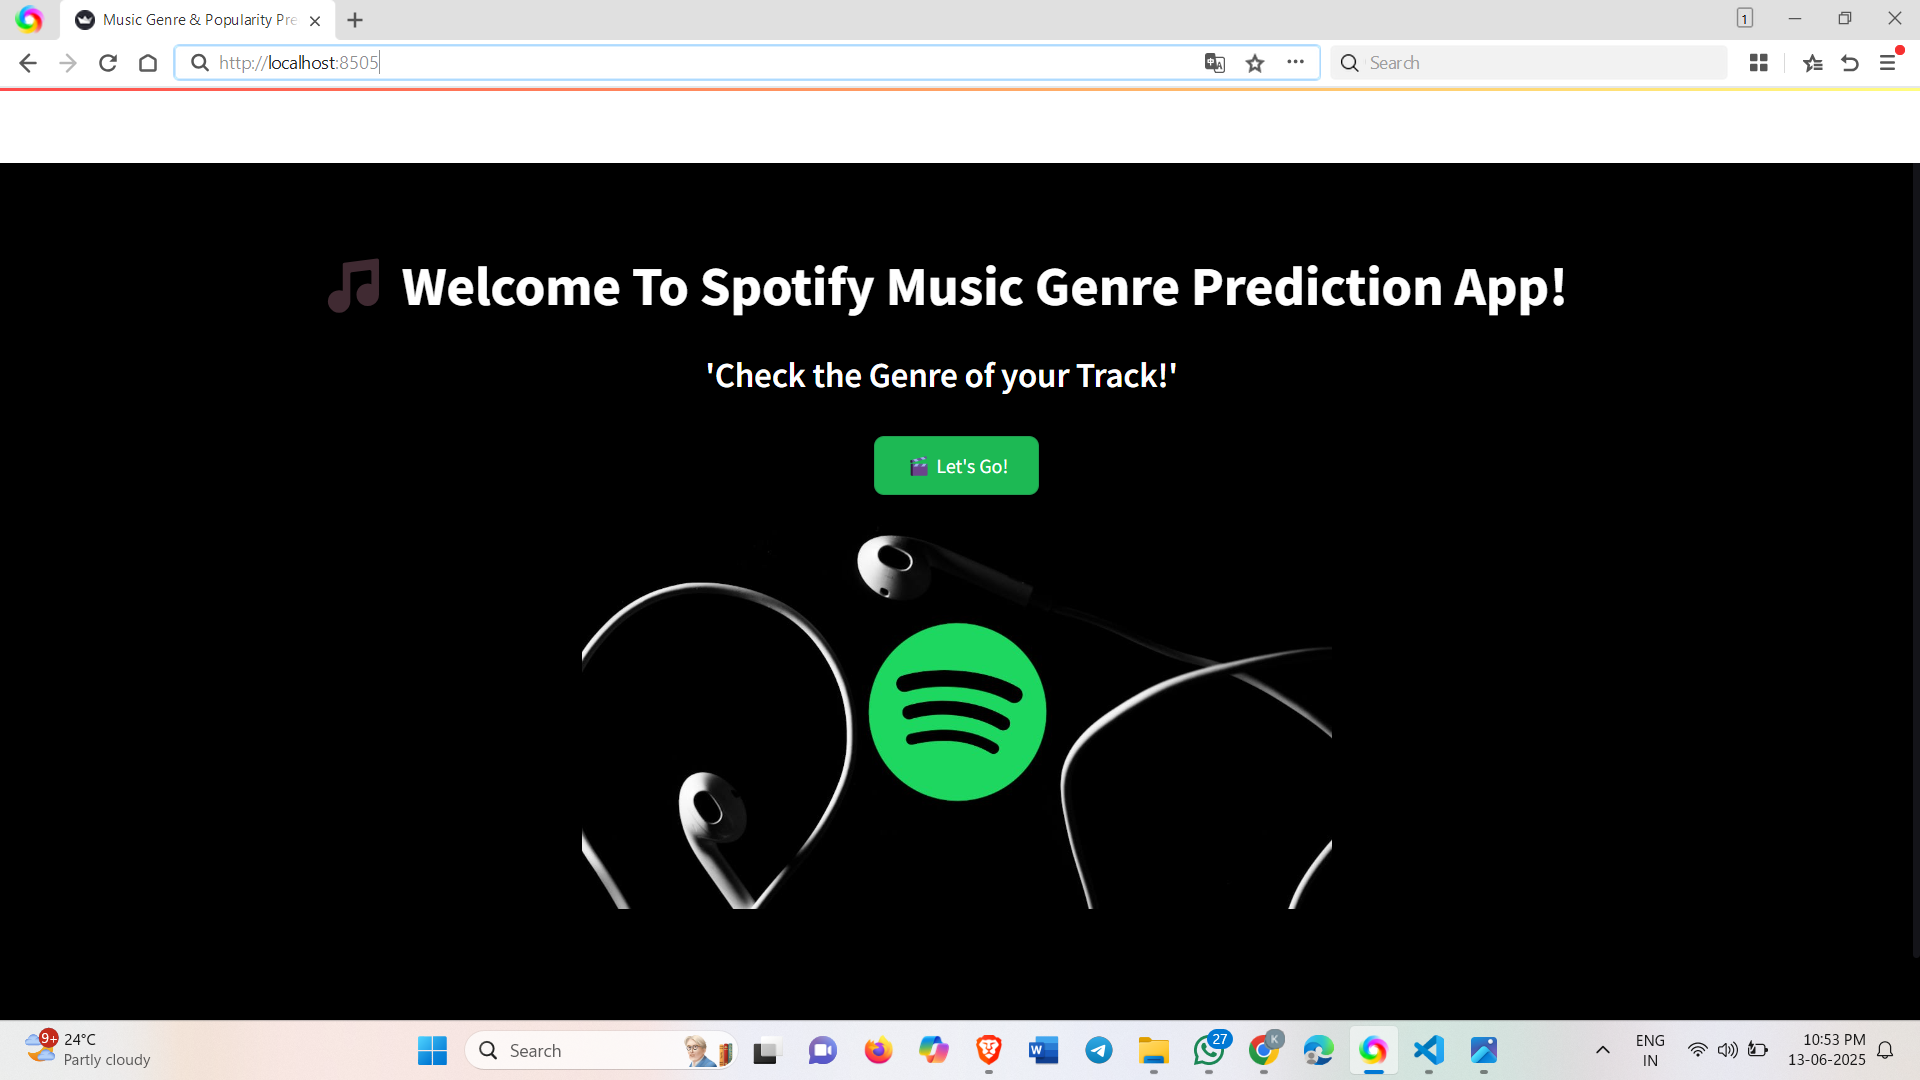 Music Genre & Popularity Pre
1
http://localhost:8505
Search
Welcome To Spotify Music Genre Prediction App!
'Check the Genre of your Track!'
Let's Go!
9+
24°C
Partly cloudy
Search
W
27
K
ENG
IN
10:53 PM
13-06-2025